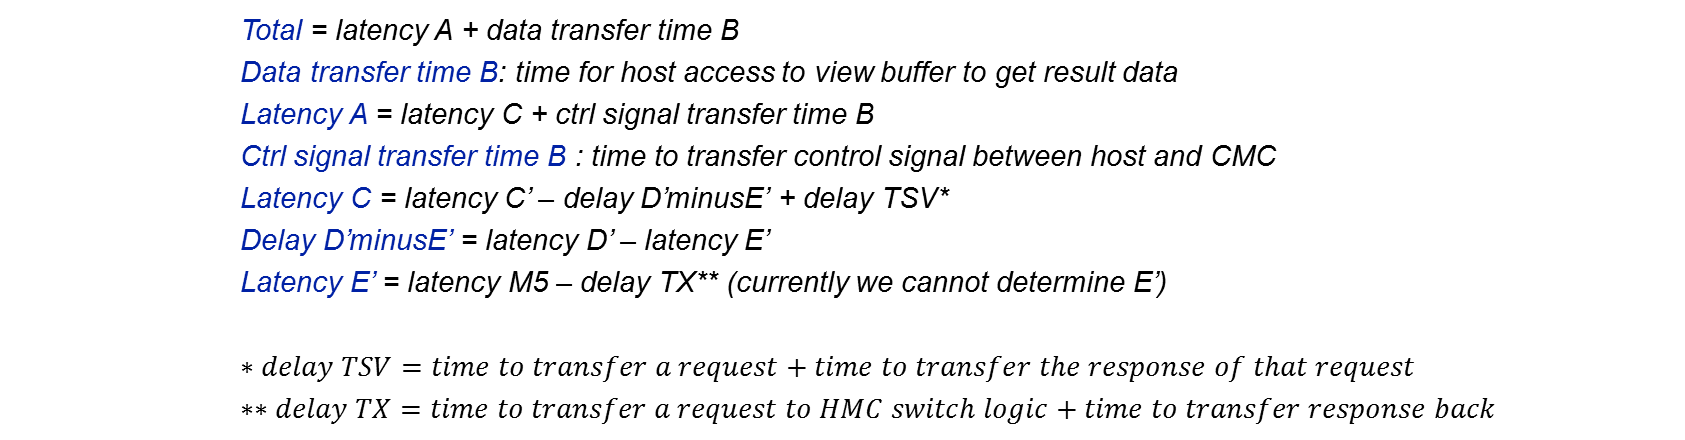 Total = latency A + data transfer time B
Data transfer time B: time for host access to view buffer to get result data
Latency A = latency C + ctrl signal transfer time B
Ctrl signal transfer time B : time to transfer control signal between host and CMC
Latency C = latency C’ – delay D’minusE’ + delay TSV*
Delay D’minusE’ = latency D’ – latency E’
Latency E’ = latency M5 – delay TX** (currently we cannot determine E’)
* delay TSV = time to transfer a request + time to transfer the response of that request
** delay TX = time to transfer a request to HMC switch logic + time to transfer response back